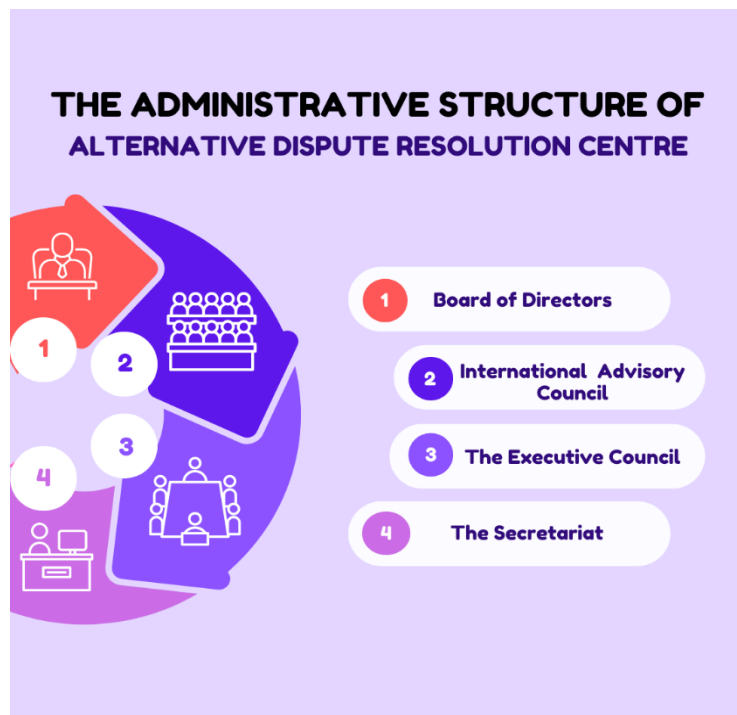 THE ADMINISTRATIVE STRUCTURE OF
ALTERNATIVE DISPUTE RESOLUTION CENTRE
1
2
3
4
1 Board of Directors
2 International Advisory
Council
3 The Executive Council
4 The Secretariat